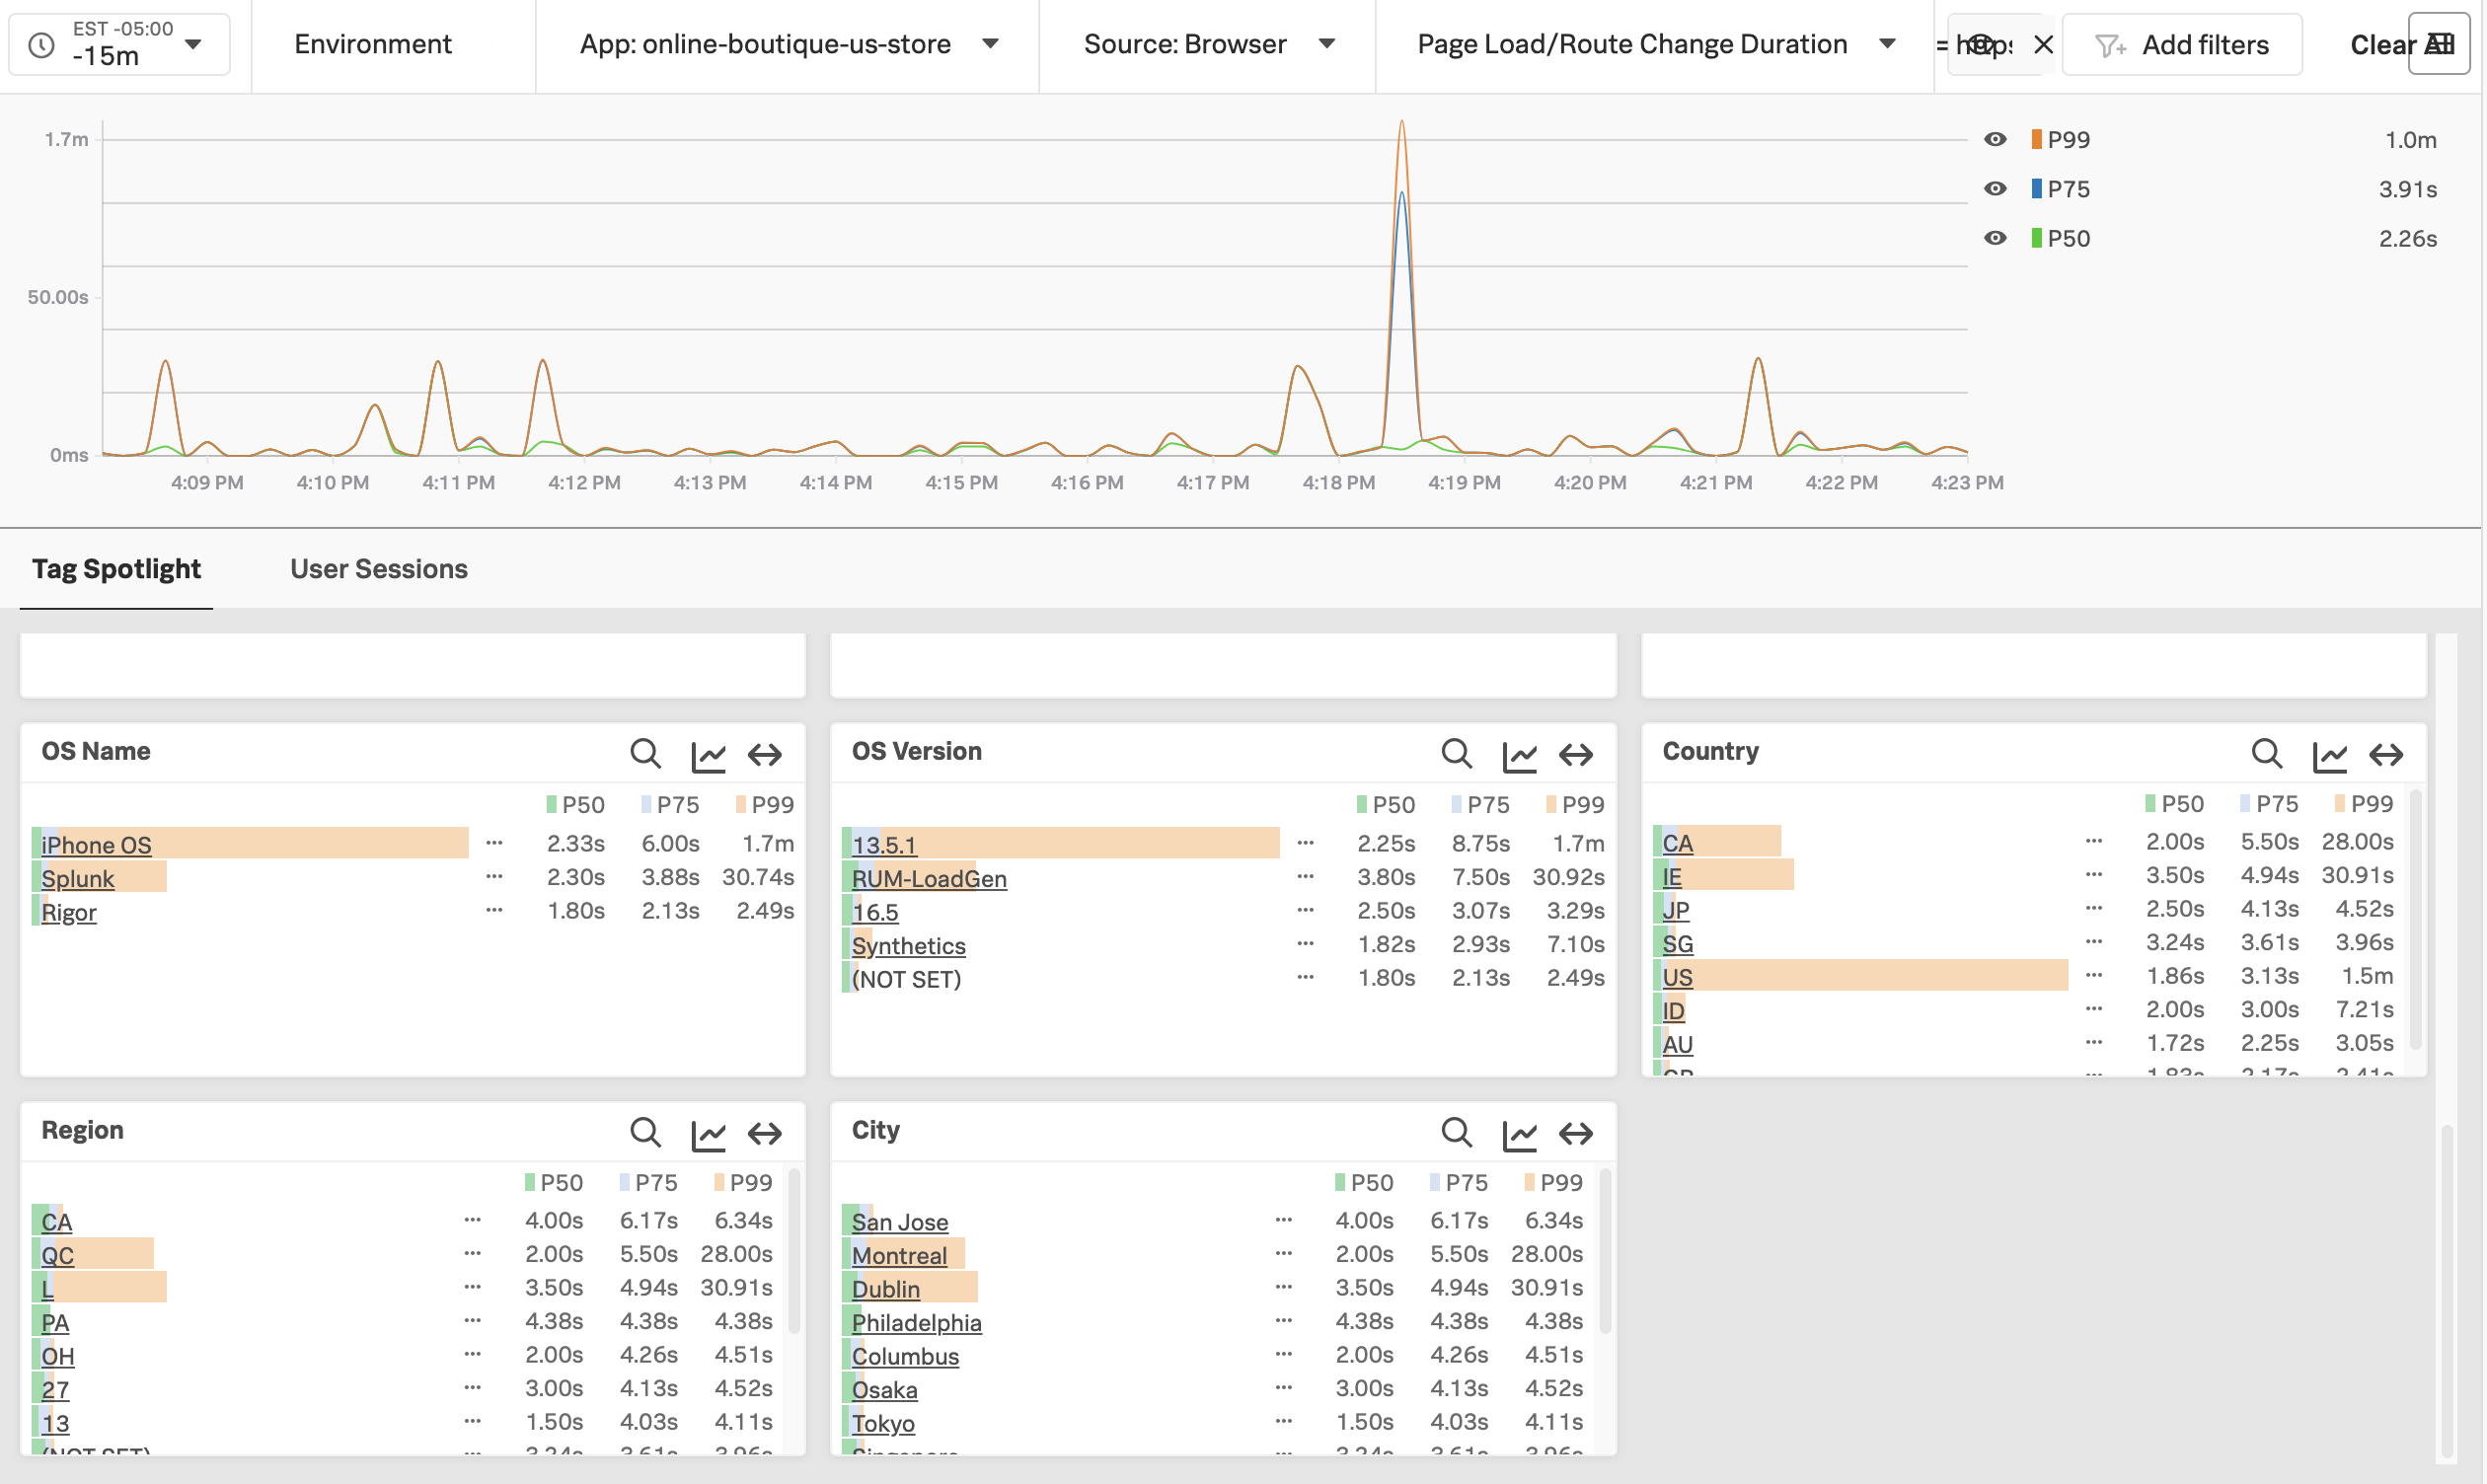 EST -05:00
-15m
Environment
App: online-boutique-us-store
Source: Browser
Page Load/Route Change Duration
Add filters
Clear All
1.7m
50.00s
0ms
4:09 PM 4:10 PM 4:11 PM 4:12 PM 4:13 PM 4:14 PM 4:15 PM 4:16 PM 4:17 PM 4:18 PM 4:19 PM 4:20 PM 4:21 PM 4:22 PM 4:23 PM
P99 1.0m
P75 3.91s
P50 2.26s
Tag Spotlight User Sessions
OS Name
P50 P75 P99
iPhone OS ... 2.33s 6.00s 1.7m
Splunk ... 2.30s 3.88s 30.74s
Rigor ... 1.80s 2.13s 2.49s
OS Version
P50 P75 P99
13.5.1 ... 2.25s 8.75s 1.7m
RUM-LoadGen ... 3.80s 7.50s 30.92s
16.5 ... 2.50s 3.07s 3.29s
Synthetics ... 1.82s 2.93s 7.10s
(NOT SET) ... 1.80s 2.13s 2.49s
Country
P50 P75 P99
CA ... 2.00s 5.50s 28.00s
IE ... 3.50s 4.94s 30.91s
JP ... 2.50s 4.13s 4.52s
SG ... 3.24s 3.61s 3.96s
US ... 1.86s 3.13s 1.5m
ID ... 2.00s 3.00s 7.21s
AU ... 1.72s 2.25s 3.05s
Region
P50 P75 P99
CA ... 4.00s 6.17s 6.34s
QC ... 2.00s 5.50s 28.00s
L ... 3.50s 4.94s 30.91s
PA ... 4.38s 4.38s 4.38s
OH ... 2.00s 4.26s 4.51s
27 ... 3.00s 4.13s 4.52s
13 ... 1.50s 4.03s 4.11s
(NOT SET) ... 3.24s 3.61s 3.96s
City
P50 P75 P99
San Jose ... 4.00s 6.17s 6.34s
Montreal ... 2.00s 5.50s 28.00s
Dublin ... 3.50s 4.94s 30.91s
Philadelphia ... 4.38s 4.38s 4.38s
Columbus ... 2.00s 4.26s 4.51s
Osaka ... 3.00s 4.13s 4.52s
Tokyo ... 1.50s 4.03s 4.11s
Singapore ... 3.24s 3.61s 3.96s